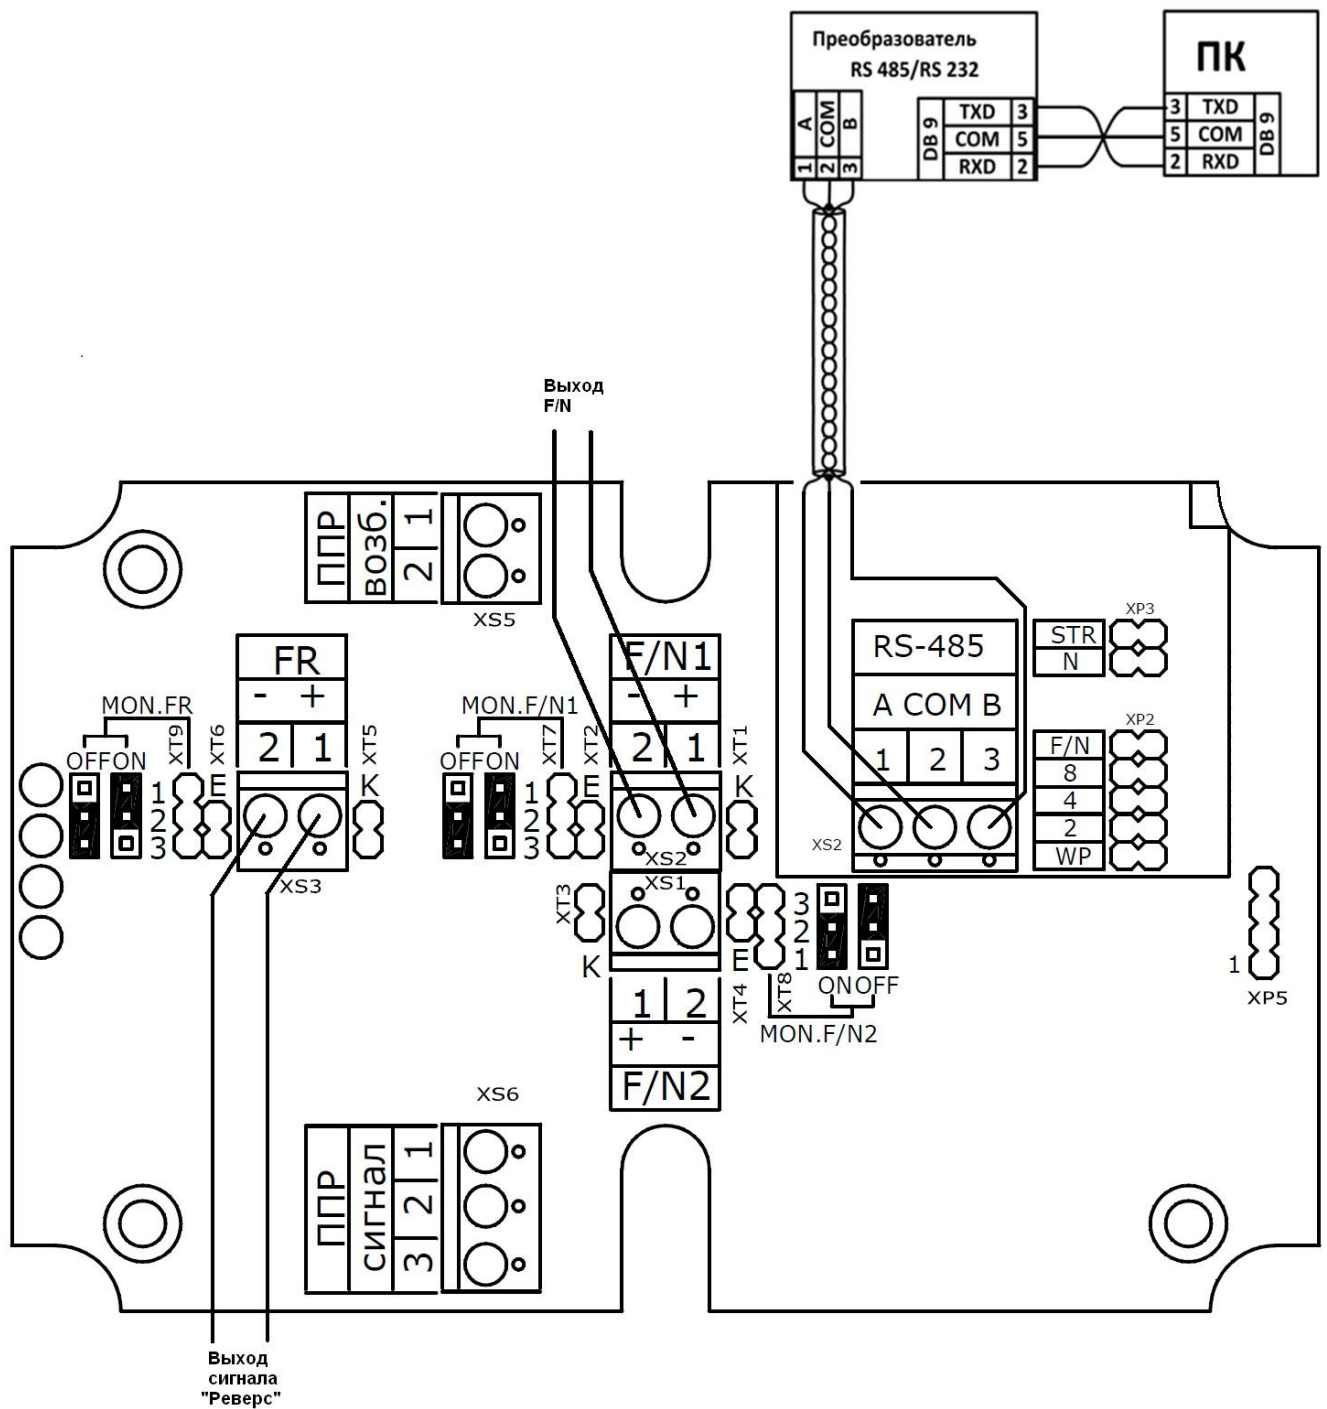 Преобразователь
RS 485/RS 232
A COM B
1 2 3
DB 9
TXD 3
COM 5
RXD 2
ПК
3 TXD
5 COM
2 RXD
DB 9
Выход
F/N
ППР
возб.
1
2
XS5
FR
- +
2 1
MON.FR
OFF ON
XT9
XT6
XT5
1
2
3
E
K
XS3
F/N1
- +
2 1
MON.F/N1
OFF ON
XT7
XT2
XT1
1
2
3
E
K
XS2
XS1
XT3
K
E
XT4
XT8
3
2
1
ON OFF
MON.F/N2
1 2
+ -
F/N2
RS-485
A COM B
1 2 3
XS2
XP3
STR
N
XP2
F/N
8
4
2
WP
1
XP5
XS6
ППР
сигнал
1
2
3
Выход
сигнала
"Реверс"